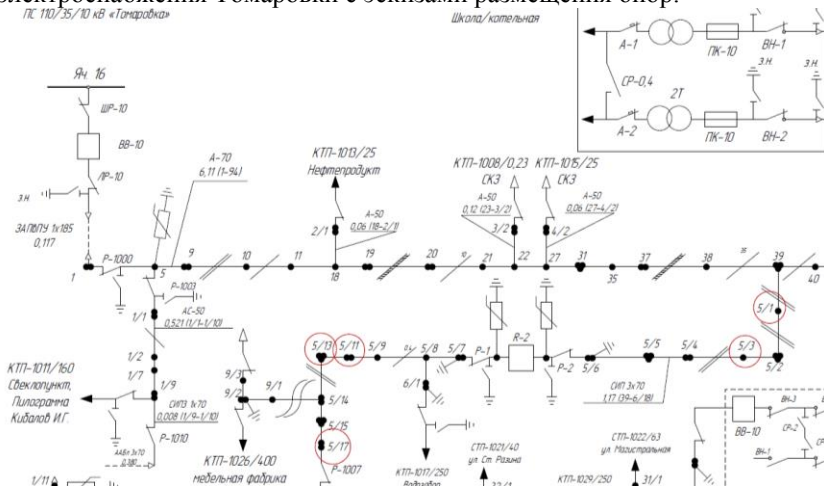 электроснабжения Томаровки с эскизами размещения опор.
ПС 110/35/10 кВ «Томаровка»
Школа/котельная
Яч. 16
ШР-10
ВВ-10
ЛР-10
З.Н.
0,117
Р-1000
А-70
6,11 (1-94)
КТП-1013/25
Нефтепродукт
А-50
0,06 (18-2/1)
2/1
КТП-1008/0,23
СКЗ
КТП-1015/25
СКЗ
А-50
0,12 (23-3/2)
3/2
А-50
0,06 (27-4/2)
4/2
А-1
ПК-10
ВН-1
З.Н.
З.Н.
СР-0,4
2Т
А-2
ПК-10
ВН-2
1
5
9
10
11
18
19
20
21
22
27
31
35
37
38
39
40
Р-1003
1/1
АС-50
0,521 (1/1-1/10)
1/2
1/7
1/9
СИП3 1х70
0,008 (1/9-1/10)
Р-1010
1/11
КТП-1011/160
Свеклопункт,
Пилограмма
Кибалов И.Г.
9/3
9/2
9/1
КТП-1026/400
мебельная фабрика
5/13
5/11
5/9
5/8
5/7
Р-1
R-2
Р-2
5/6
5/5
5/4
5/3
5/2
5/1
5/14
5/15
5/17
Р-1007
6/1
КТП-1017/250
Водозабор
СИП 3х70
1,17 (39-6/18)
СТП-1021/40
ул. Ст. Разина
СТП-1022/63
ул. Магистральная
КТП-1029/250
31/1
ВВ-10
ВН-3
СР-2
ВН-1